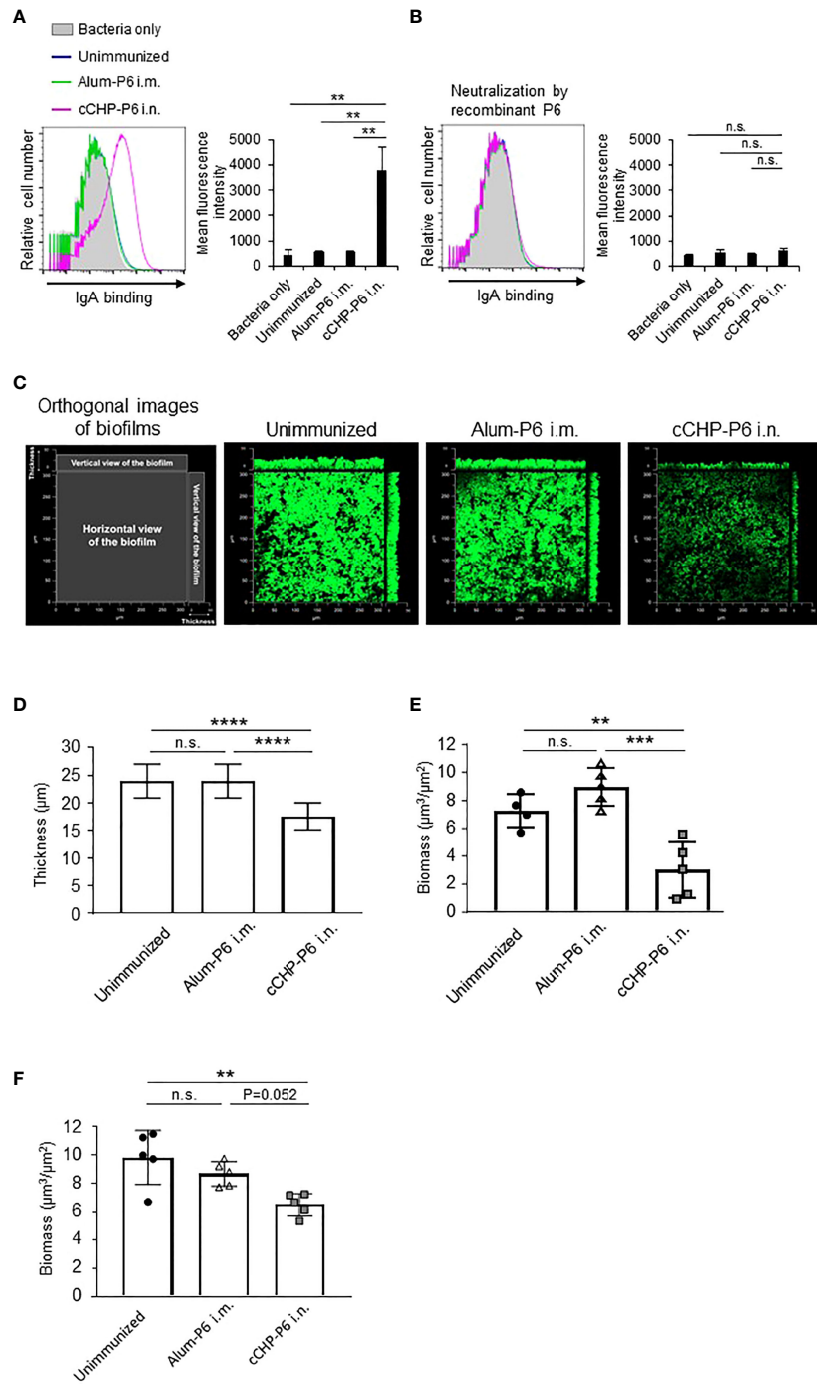 A
Bacteria only
Unimmunized
Alum-P6 i.m.
cCHP-P6 i.n.
Relative cell number
IgA binding
Mean fluorescence
intensity
5000
4000
3000
2000
1000
0
**
**
**
Bacteria only
Unimmunized
Alum-P6 i.m.
cCHP-P6 i.n.
B
Neutralization by
recombinant P6
Relative cell number
IgA binding
Mean fluorescence
intensity
5000
4000
3000
2000
1000
0
n.s.
n.s.
n.s.
Bacteria only
Unimmunized
Alum-P6 i.m.
cCHP-P6 i.n.
C
Orthogonal images
of biofilms
Unimmunized
Alum-P6 i.m.
cCHP-P6 i.n.
Thickness
Vertical view of the biofilm
Horizontal view
of the biofilm
Vertical view of the biofilm
Thickness
D
****
n.s.
****
Thickness (μm)
30
25
20
15
10
5
0
Unimmunized
Alum-P6 i.m.
cCHP-P6 i.n.
E
**
n.s.
***
Biomass (μm³/μm²)
12
10
8
6
4
2
0
Unimmunized
Alum-P6 i.m.
cCHP-P6 i.n.
F
**
n.s.
P=0.052
Biomass (μm³/μm²)
12
10
8
6
4
2
0
Unimmunized
Alum-P6 i.m.
cCHP-P6 i.n.